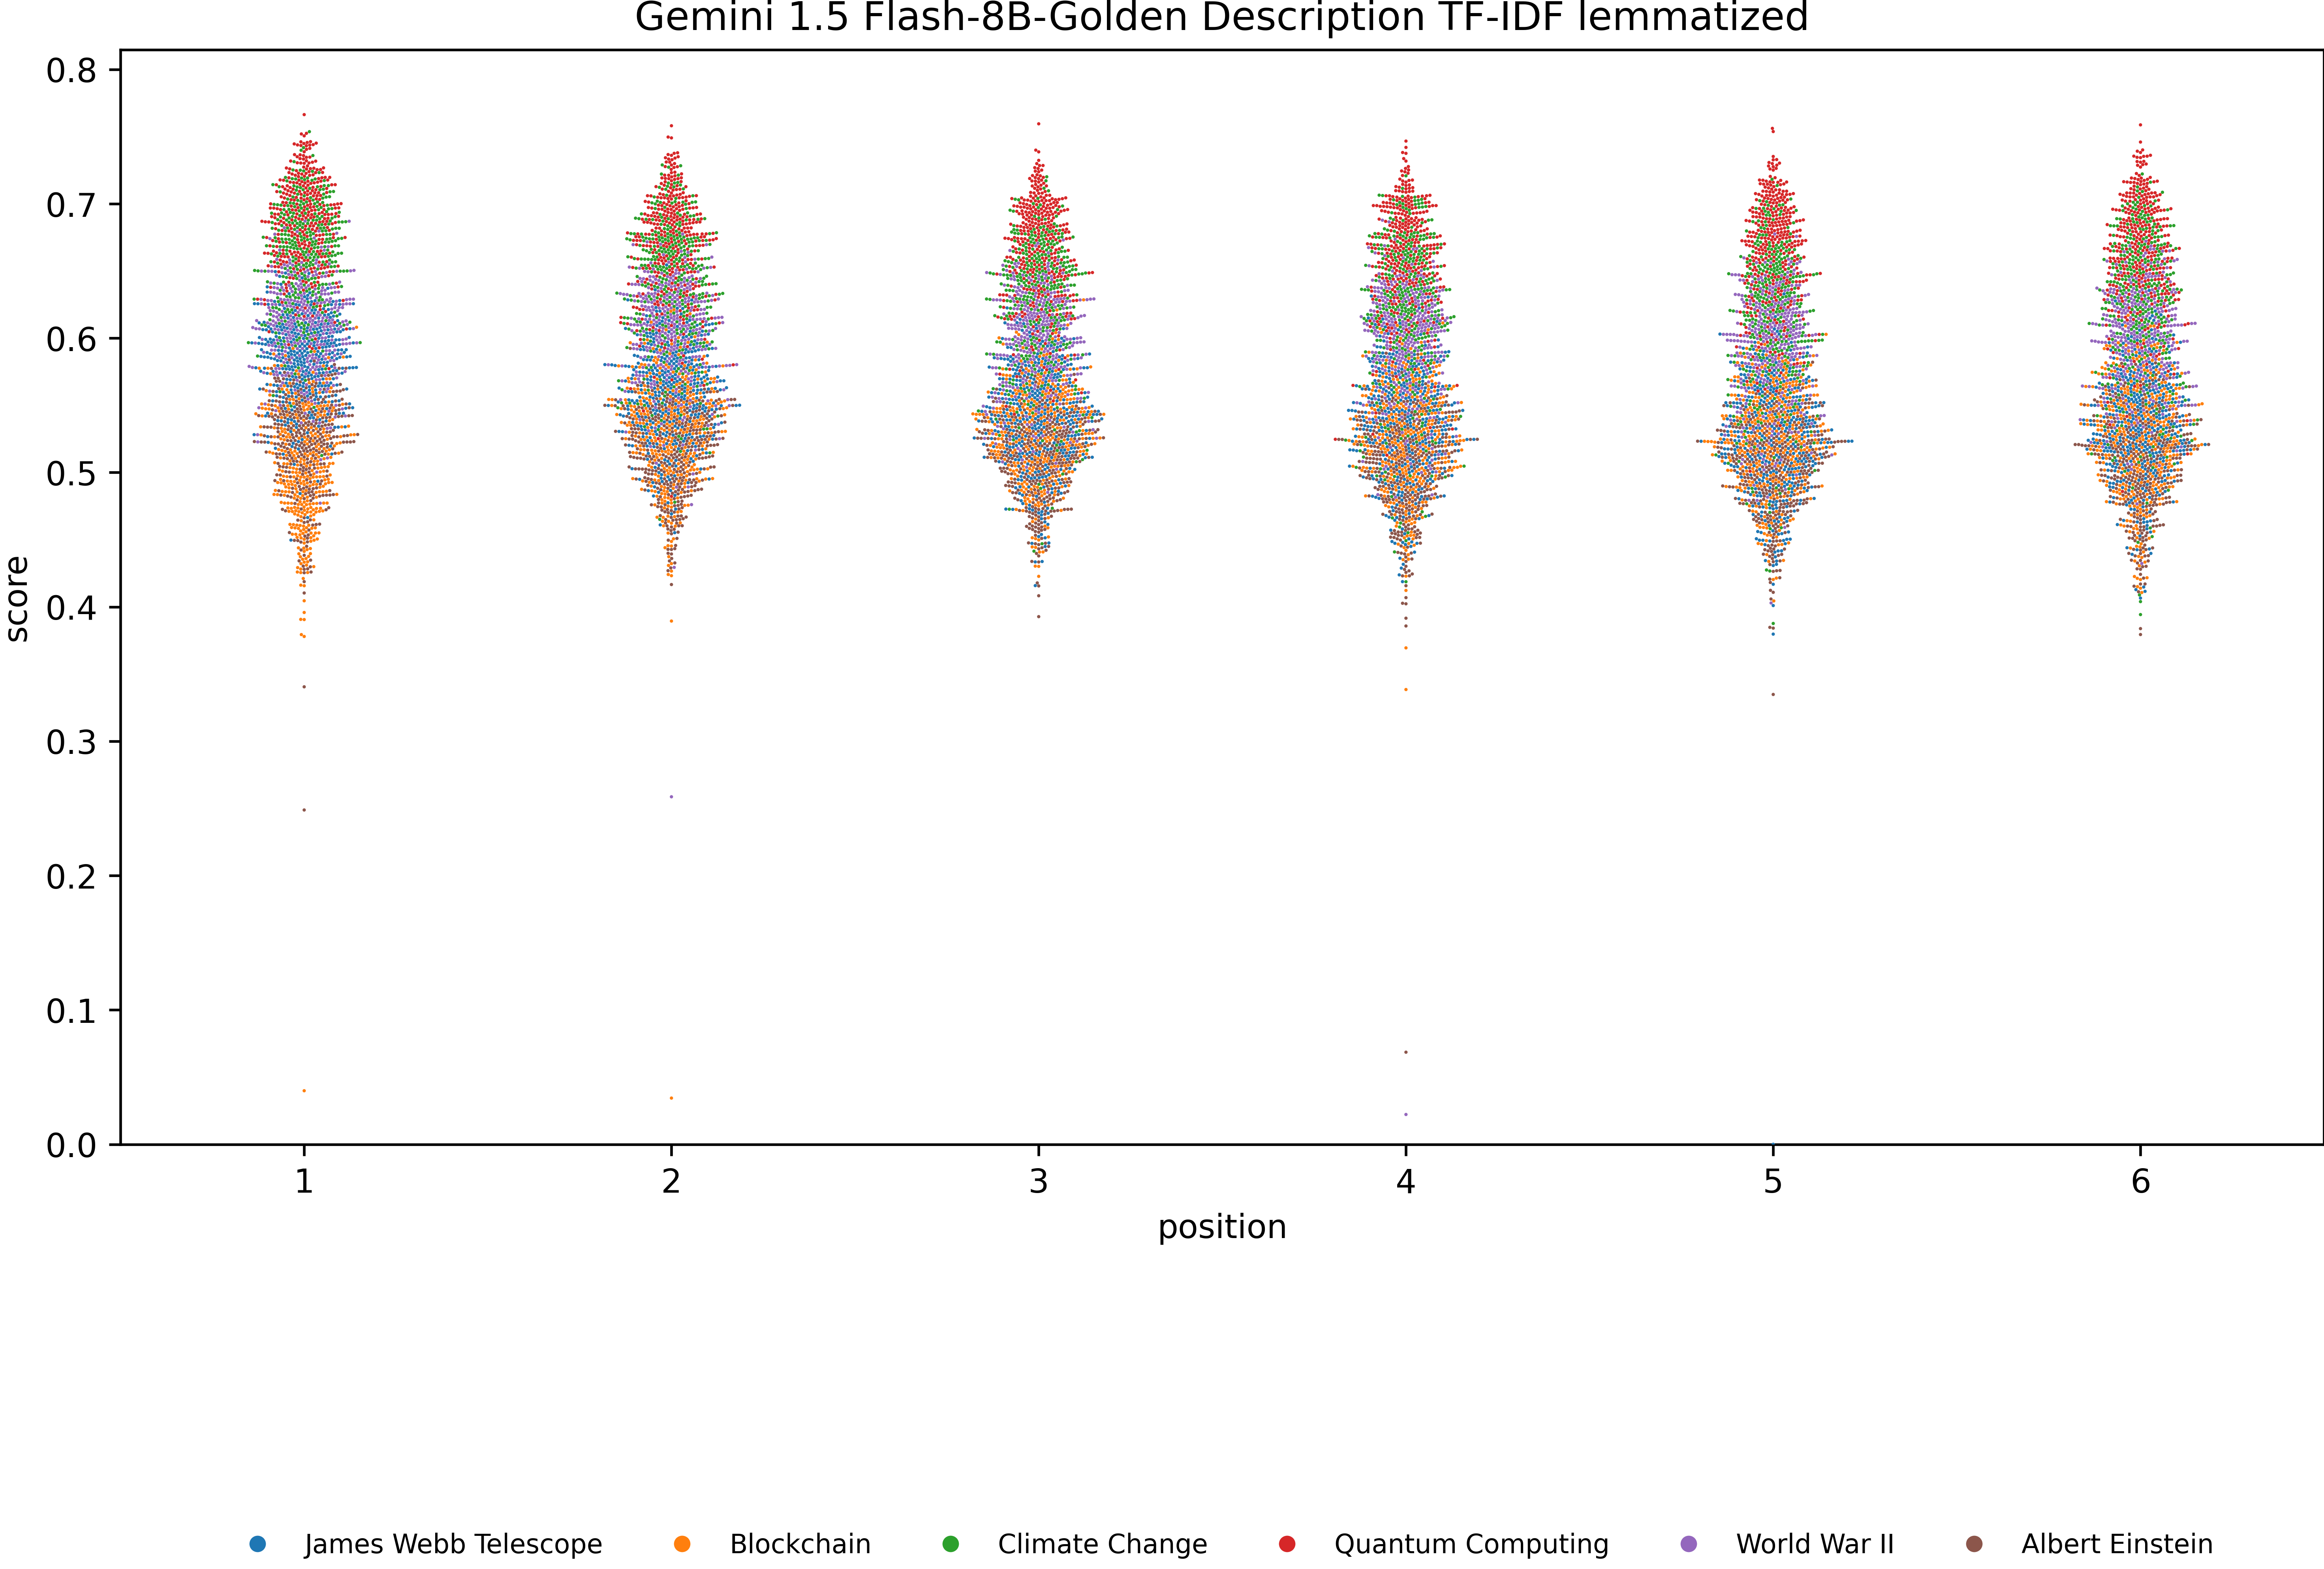 Gemini 1.5 Flash-8B-Golden Description TF-IDF lemmatized
score
0.8
0.7
0.6
0.5
0.4
0.3
0.2
0.1
0.0
1 2 3 4 5 6
position
James Webb Telescope Blockchain Climate Change Quantum Computing World War II Albert Einstein